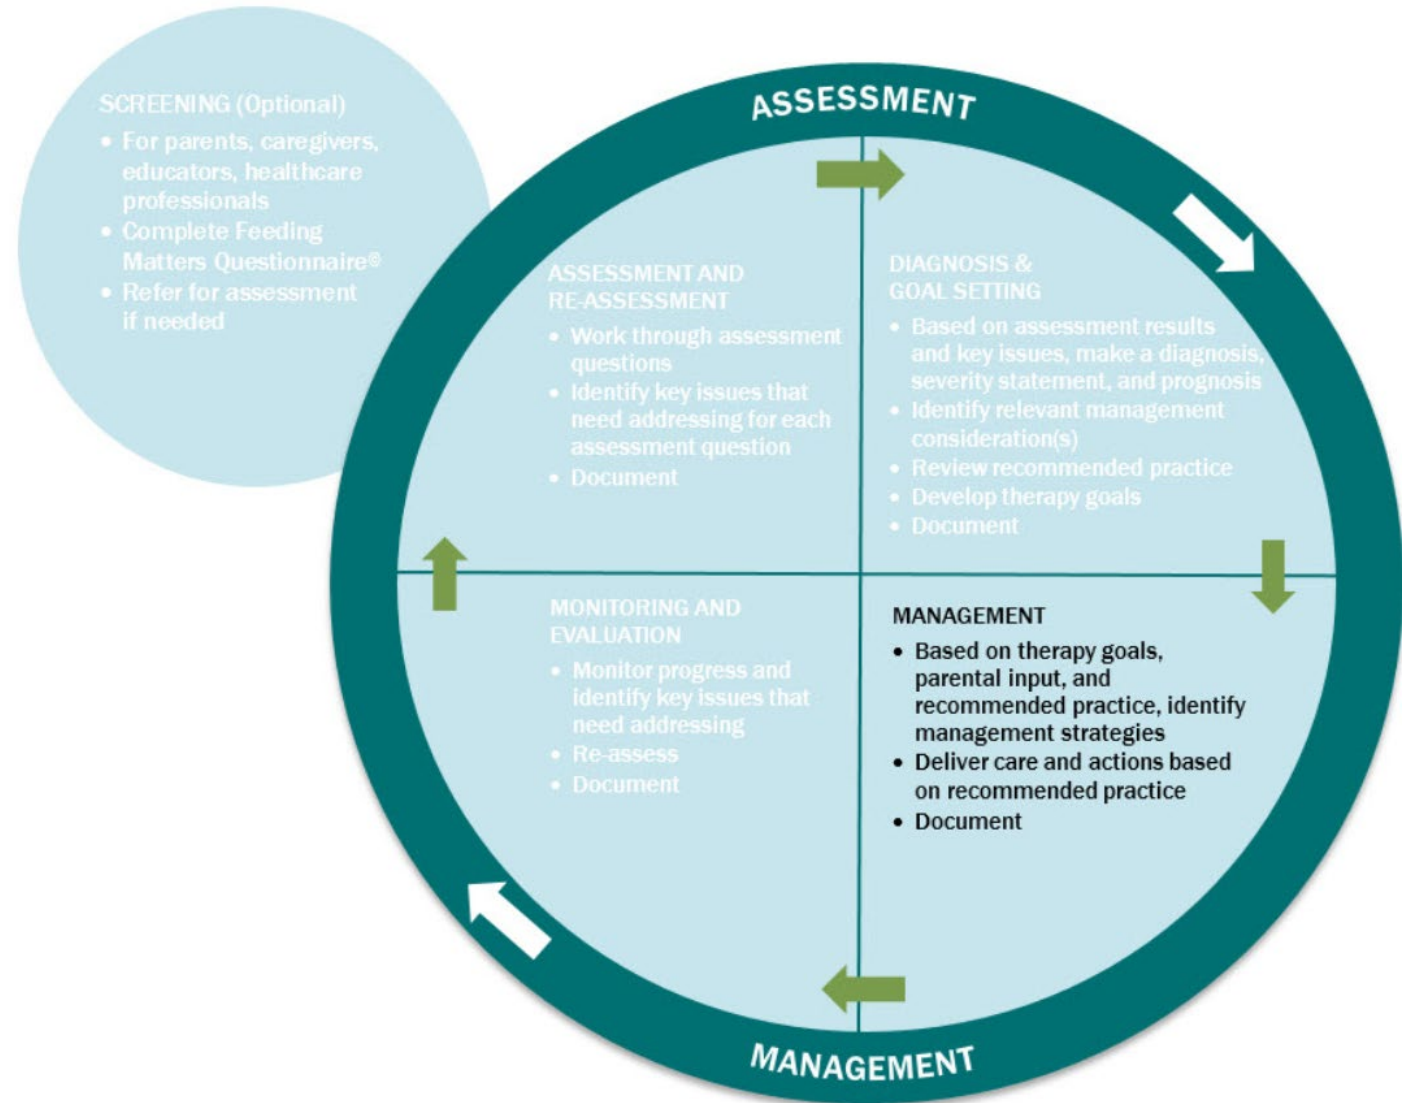 SCREENING (Optional)
• For parents, caregivers,
educators, healthcare
professionals
• Complete Feeding
Matters Questionnaire©
• Refer for assessment
if needed
ASSESSMENT
ASSESSMENT AND
RE-ASSESSMENT
• Work through assessment
questions
• Identify key issues that
need addressing for each
assessment question
• Document
DIAGNOSIS &
GOAL SETTING
• Based on assessment results
and key issues, make a diagnosis,
severity statement, and prognosis
• Identify relevant management
consideration(s)
• Review recommended practice
• Develop therapy goals
• Document
MONITORING AND
EVALUATION
• Monitor progress and
identify key issues that
need addressing
• Re-assess
• Document
MANAGEMENT
• Based on therapy goals,
parental input, and
recommended practice, identify
management strategies
• Deliver care and actions based
on recommended practice
• Document
MANAGEMENT